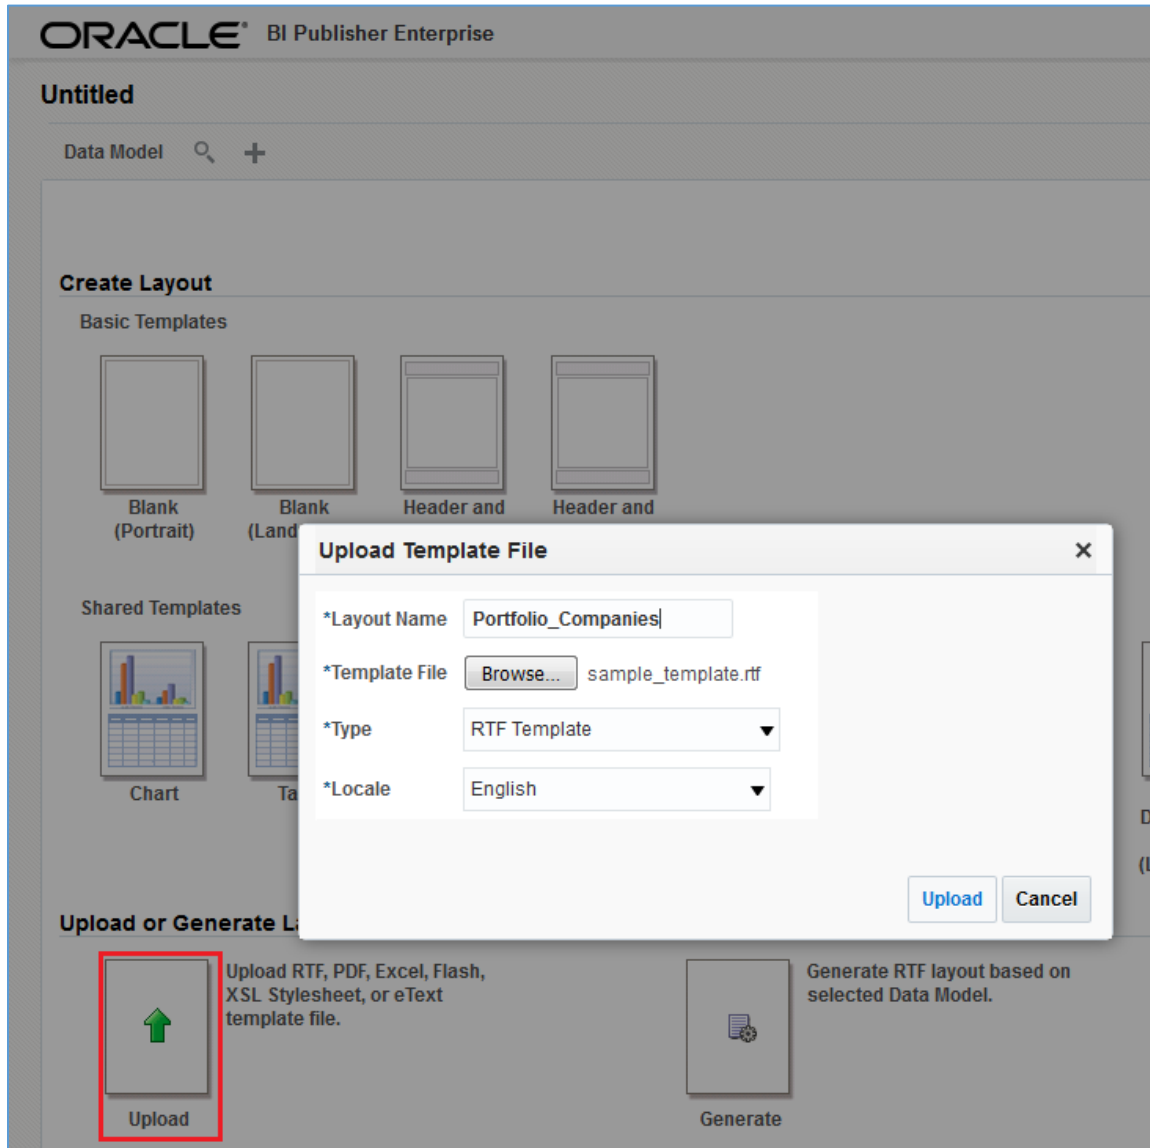 ORACLE® BI Publisher Enterprise
Untitled
Data Model
Create Layout
Basic Templates
Blank
(Portrait)
Blank
(Land
Header and
Header and
Upload Template File
*Layout Name Portfolio_Companies
*Template File Browse... sample_template.rtf
*Type RTF Template
*Locale English
Upload Cancel
Shared Templates
Chart
Ta
D
(L
Upload or Generate La
Upload RTF, PDF, Excel, Flash,
XSL Stylesheet, or eText
template file.
Upload
Generate RTF layout based on
selected Data Model.
Generate